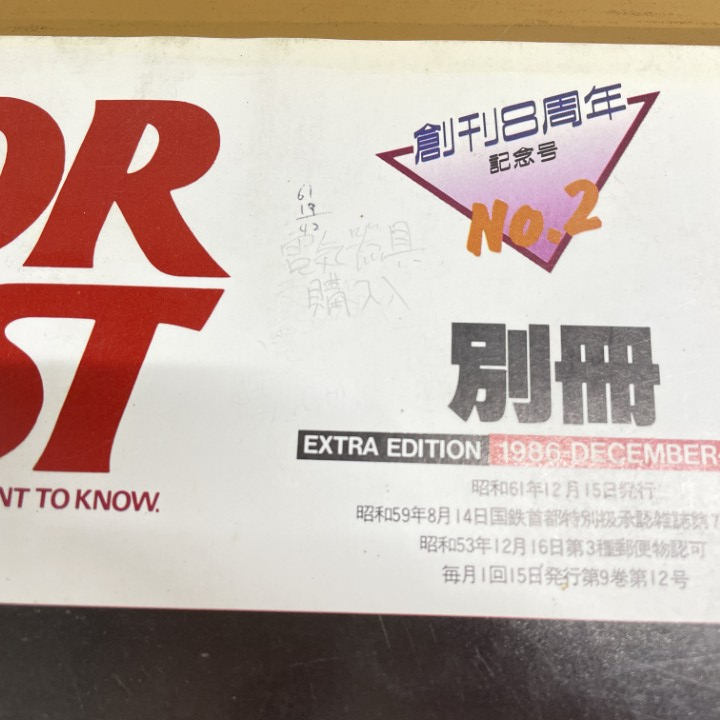 OR
ST
NT TO KNOW.
創刊8周年
記念号
NO.2
61
19
42
電気器具
購入
別冊
EXTRA EDITION 1986-DECEMBER
昭和61年12月15日発行
昭和59年8月14日国鉄首都特別扱承認雑誌第7
昭和53年12月16日第3種郵便物認可
毎月1回15日発行第9巻第12号